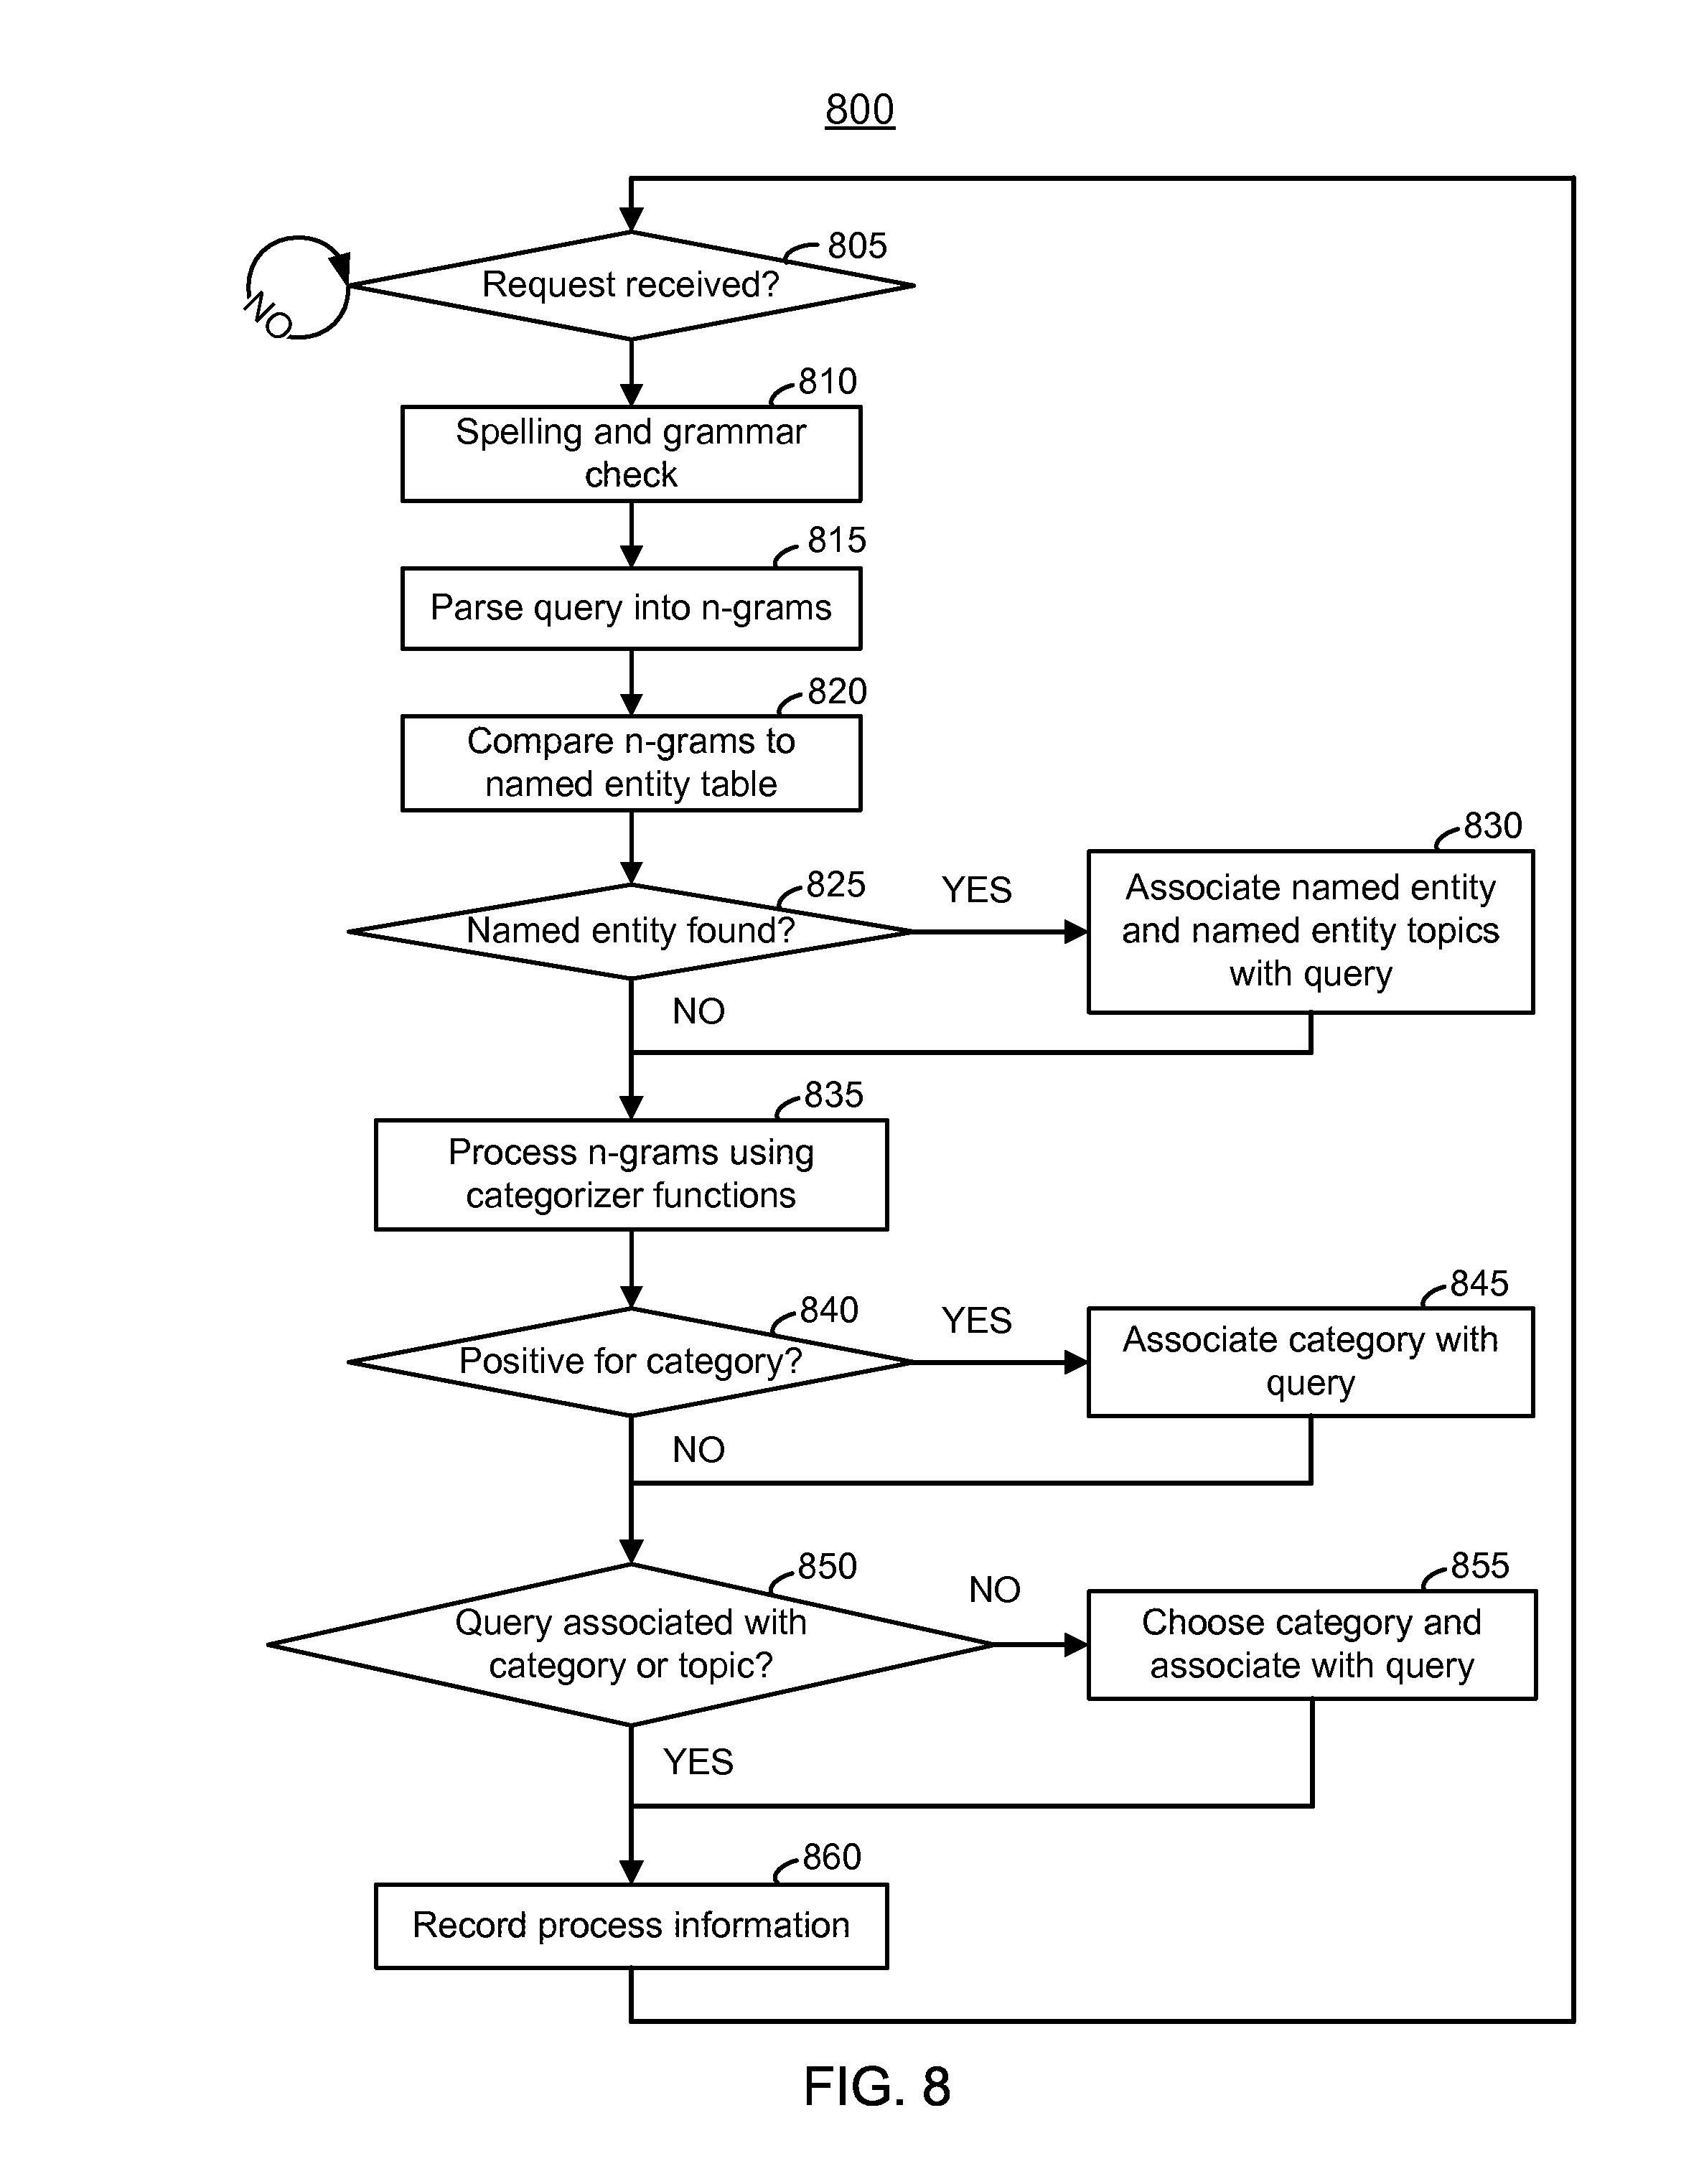 800
805
Request received?
NO
810
Spelling and grammar
check
815
Parse query into n-grams
820
Compare n-grams to
named entity table
825
Named entity found?
YES
830
Associate named entity
and named entity topics
with query
NO
835
Process n-grams using
categorizer functions
840
Positive for category?
YES
845
Associate category with
query
NO
850
Query associated with
category or topic?
NO
855
Choose category and
associate with query
YES
860
Record process information
FIG. 8